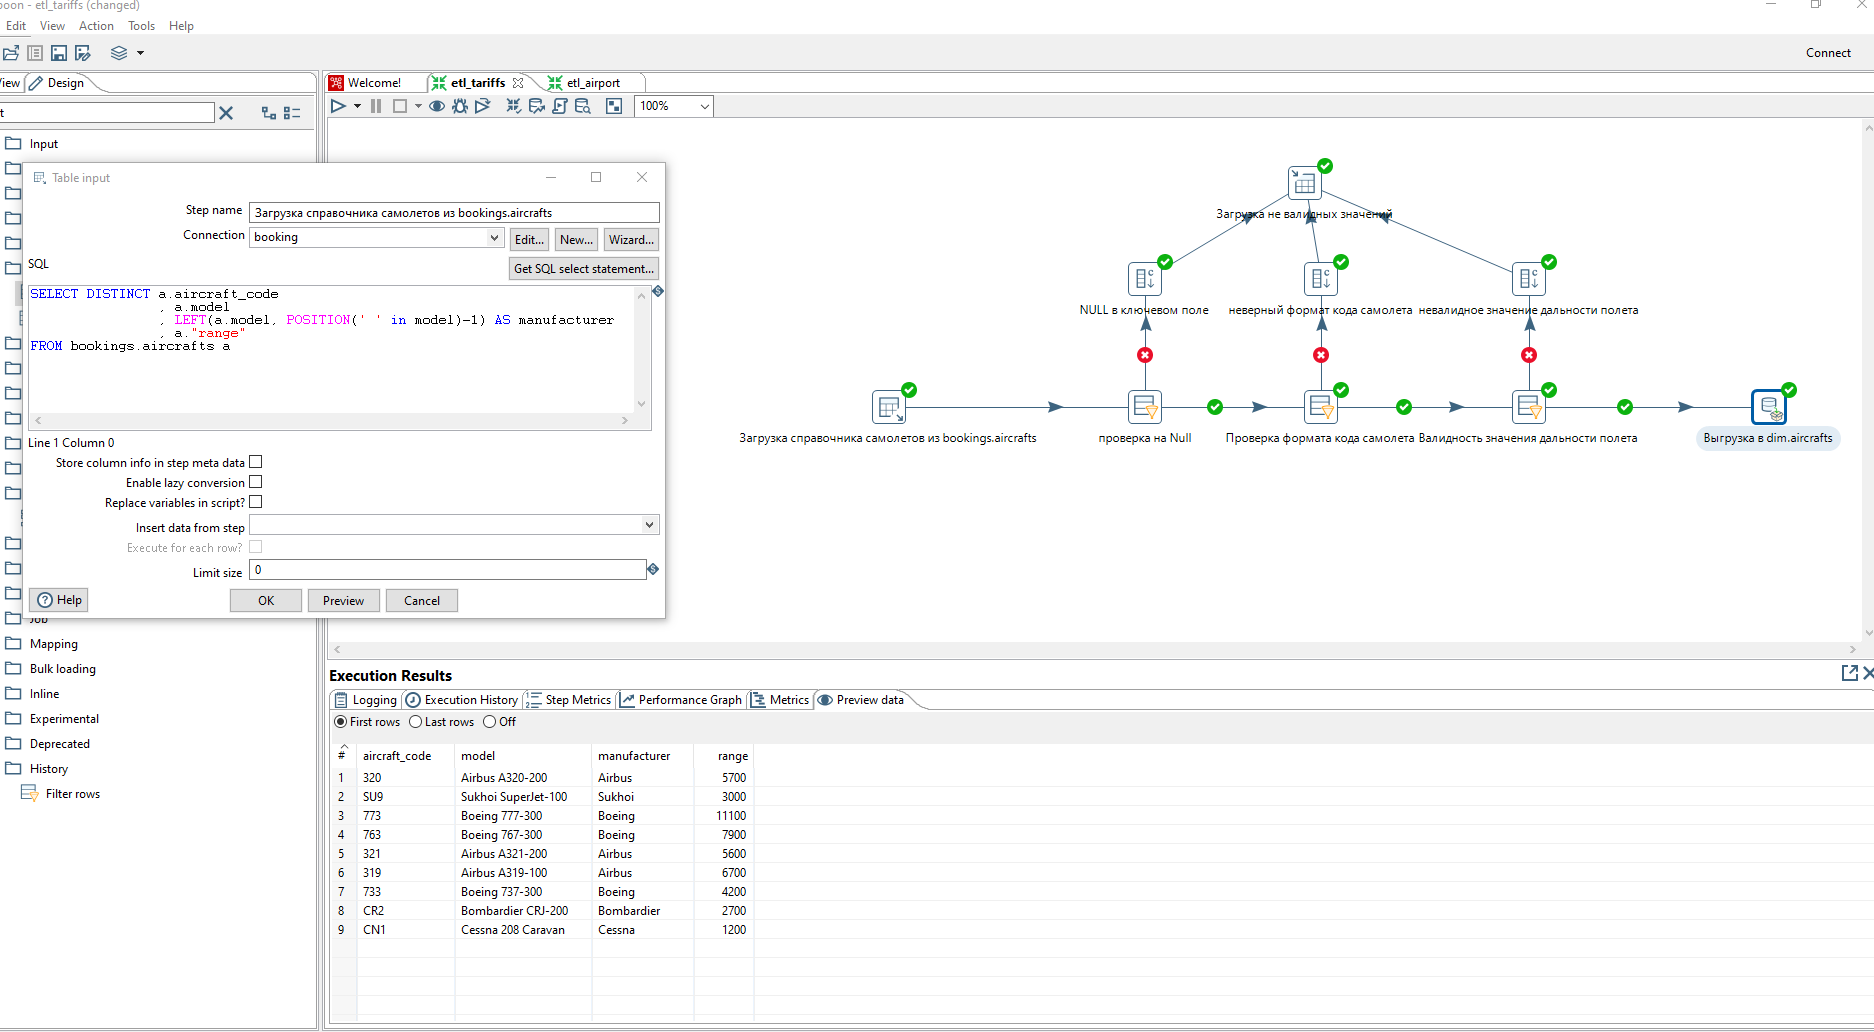 oon - etl_tariffs (changed)
Edit View Action Tools Help
Connect
iew Design
t
Input
Welcome! etl_tariffs etl_airport
100%
Table input
Step name Загрузка справочника самолетов из bookings.aircrafts
Connection booking Edit... New... Wizard...
SQL Get SQL select statement...
SELECT DISTINCT a.aircraft_code
, a.model
, LEFT(a.model, POSITION(' ' in model)-1) AS manufacturer
, a."range"
FROM bookings.aircrafts a
Line 1 Column 0
Store column info in step meta data
Enable lazy conversion
Replace variables in script?
Insert data from step
Execute for each row?
Limit size 0
Help OK Preview Cancel
Job
Mapping
Bulk loading
Inline
Experimental
Deprecated
History
Filter rows
Загрузка не валидных значений
NULL в ключевом поле неверный формат кода самолета невалидное значение дальности полета
Загрузка справочника самолетов из bookings.aircrafts проверка на Null Проверка формата кода самолета Валидность значения дальности полета Выгрузка в dim.aircrafts
Execution Results
Logging Execution History Step Metrics Performance Graph Metrics Preview data
First rows Last rows Off
# aircraft_code model manufacturer range
1 320 Airbus A320-200 Airbus 5700
2 SU9 Sukhoi SuperJet-100 Sukhoi 3000
3 773 Boeing 777-300 Boeing 11100
4 763 Boeing 767-300 Boeing 7900
5 321 Airbus A321-200 Airbus 5600
6 319 Airbus A319-100 Airbus 6700
7 733 Boeing 737-300 Boeing 4200
8 CR2 Bombardier CRJ-200 Bombardier 2700
9 CN1 Cessna 208 Caravan Cessna 1200